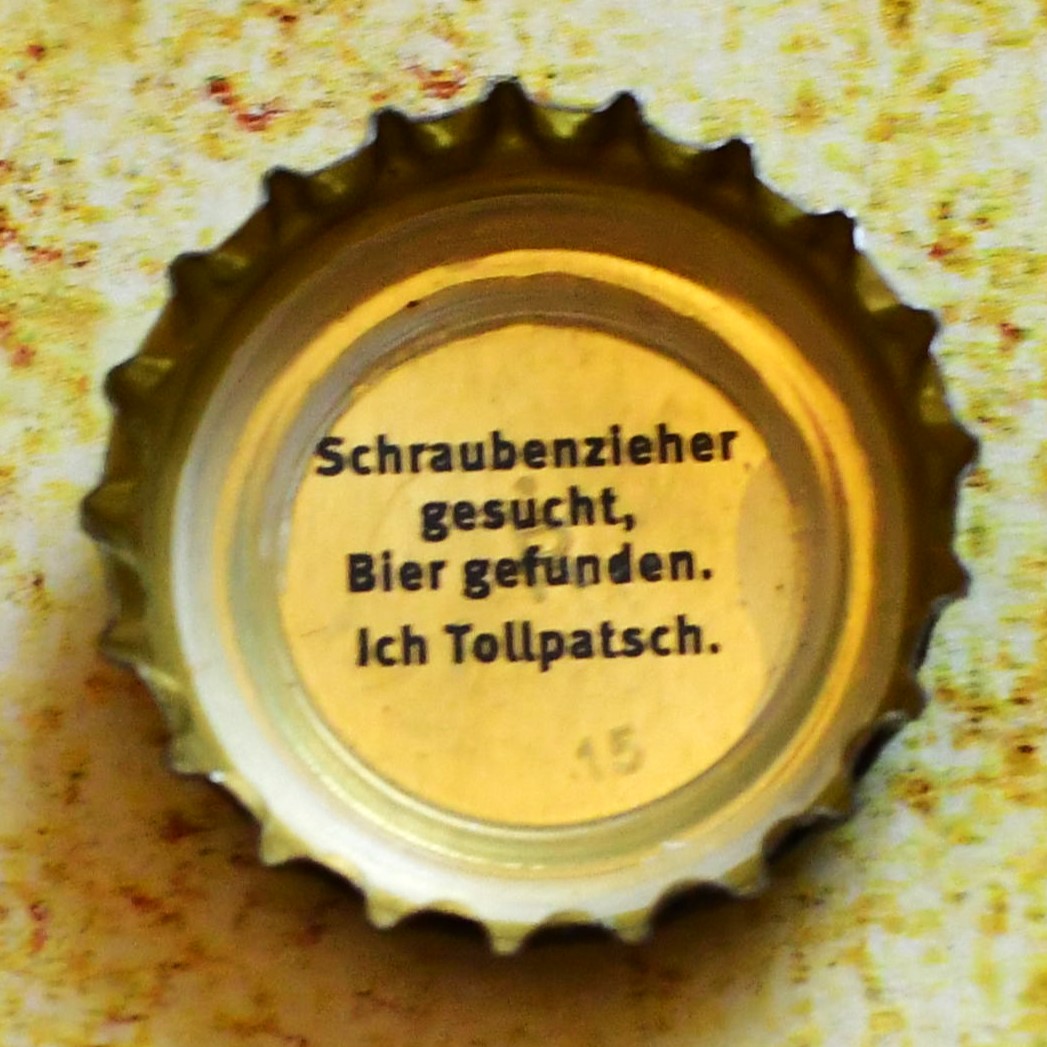 Schraubenzieher
gesucht,
Bier gefunden.
Ich Tollpatsch.
15